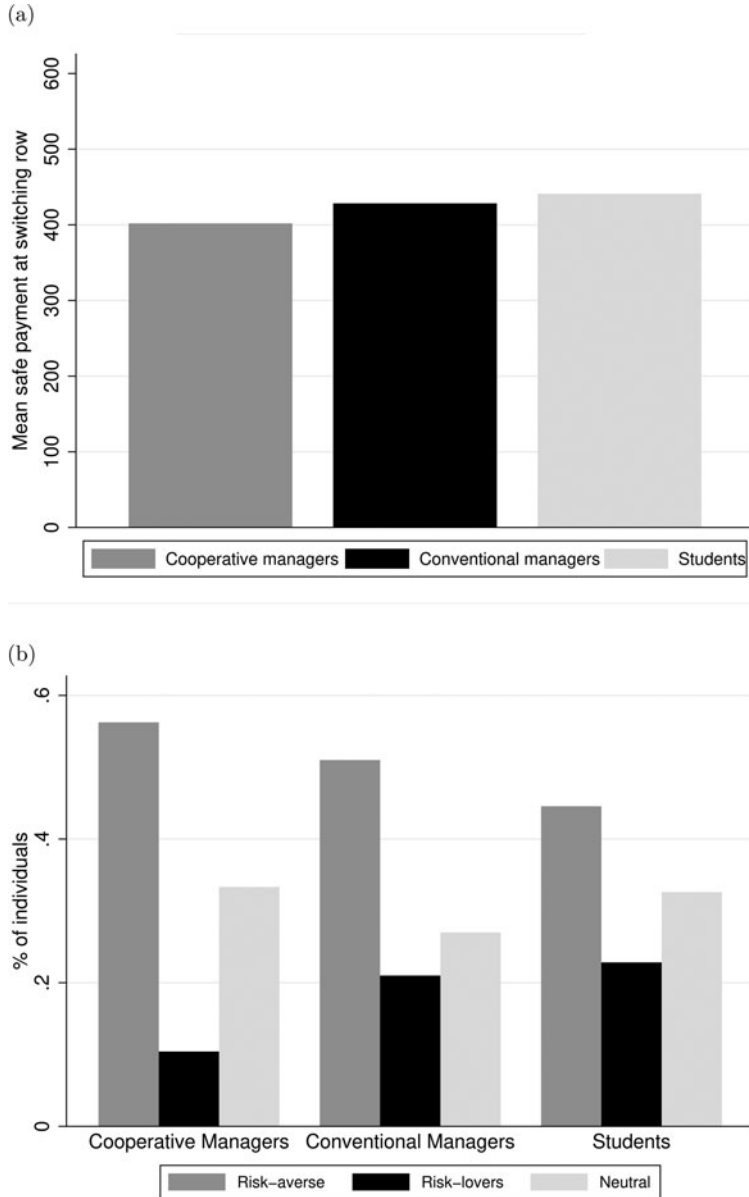 (a)
Mean safe payment at switching row
600
500
400
300
200
100
0
Cooperative managers Conventional managers Students
(b)
% of individuals
.6
.4
.2
0
Cooperative Managers Conventional Managers Students
Risk-averse Risk-lovers Neutral